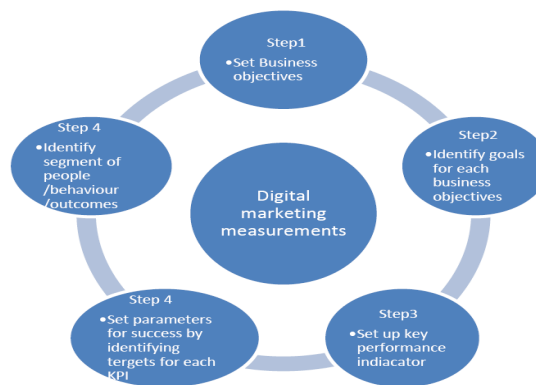 Step1
•Set Business
objectives
Step2
•Identify goals
for each
business
objectives
Step3
•Set up key
performance
indiacator
Step 4
•Set parameters
for success by
identifying
tergets for each
KPI
Step 4
•Identify
segment of
people
/behaviour
/outcomes
Digital
marketing
measurements